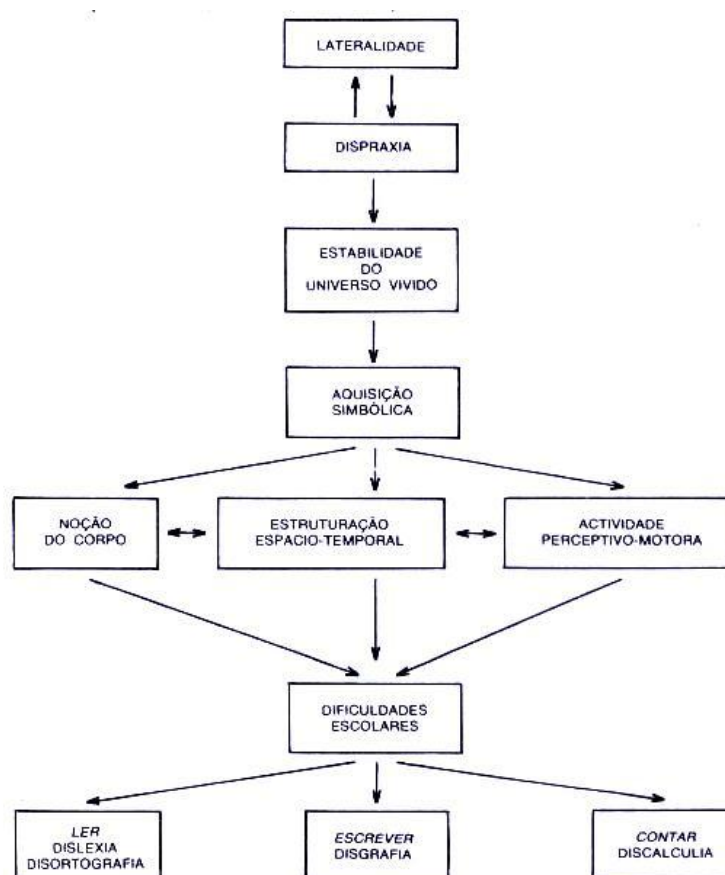 LATERALIDADE
DISPRAXIA
ESTABILIDADE
DO
UNIVERSO VIVIDO
AQUISIÇÃO
SIMBÓLICA
NOÇÃO
DO CORPO
ESTRUTURAÇÃO
ESPACIO-TEMPORAL
ACTIVIDADE
PERCEPTIVO-MOTORA
DIFICULDADES
ESCOLARES
LER
DISLEXIA
DISORTOGRAFIA
ESCREVER
DISGRAFIA
CONTAR
DISCALCULIA